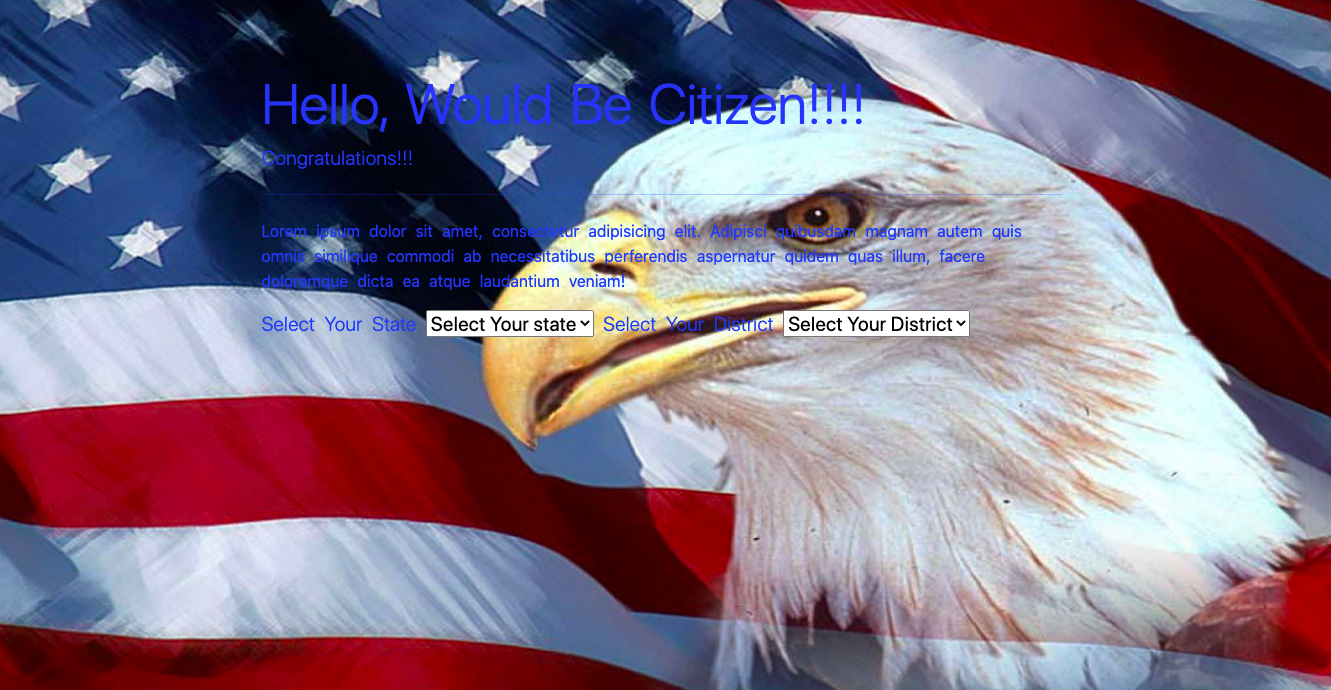 Hello, Would Be Citizen!!!!
Congratulations!!!
Lorem ipsum dolor sit amet, consectetur adipisicing elit. Adipisci quibusdam magnam autem quis
omnis similique commodi ab necessitatibus perferendis aspernatur quidem quas illum, facere
doloremque dicta ea atque laudantium veniam!
Select Your State Select Your state Select Your District Select Your District